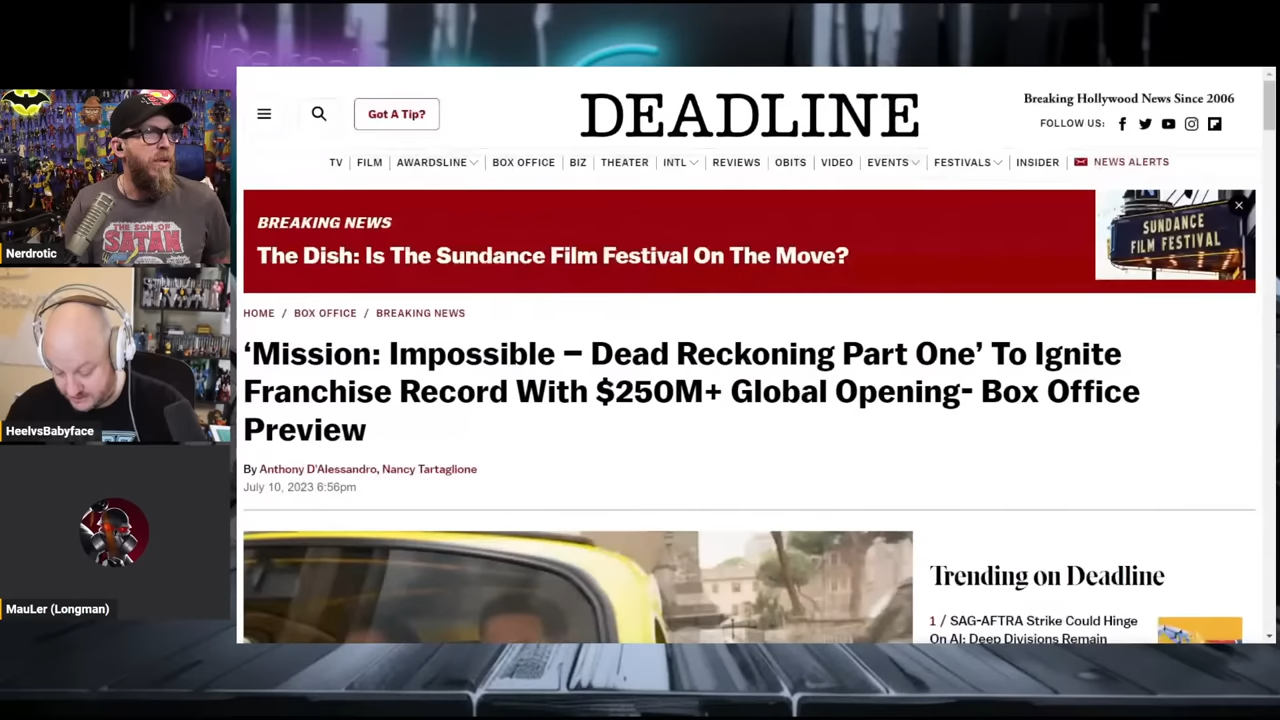 DEADLINE
Got A Tip?
Breaking Hollywood News Since 2006
FOLLOW US:
TV | FILM | AWARDSLINE | BOX OFFICE | BIZ | THEATER | INTL | REVIEWS | OBITS | VIDEO | EVENTS | FESTIVALS | INSIDER | NEWS ALERTS
BREAKING NEWS
The Dish: Is The Sundance Film Festival On The Move?
SUNDANCE
FILM FESTIVAL
HOME / BOX OFFICE / BREAKING NEWS
‘Mission: Impossible – Dead Reckoning Part One’ To Ignite
Franchise Record With $250M+ Global Opening- Box Office
Preview
By Anthony D'Alessandro, Nancy Tartaglione
July 10, 2023 6:56pm
Trending on Deadline
1 / SAG-AFTRA Strike Could Hinge
On AI; Deep Divisions Remain
THE SON OF
SATAN
Nerdrotic
HeelvsBabyface
MauLer (Longman)